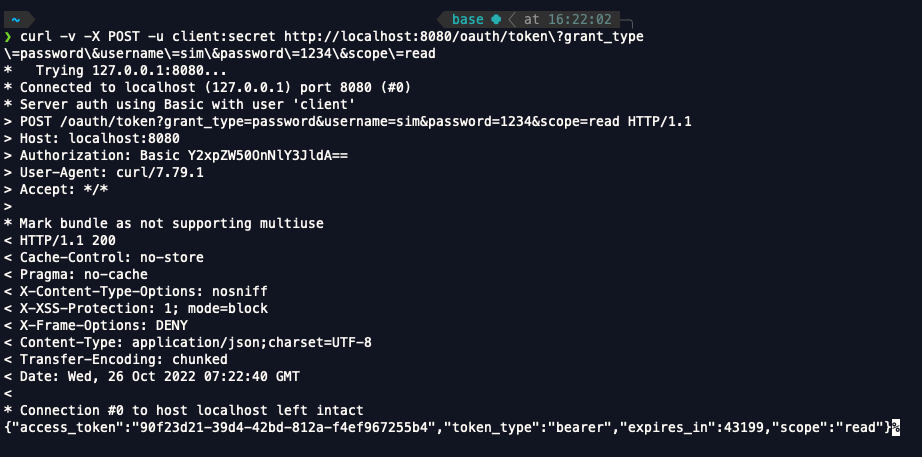 ~ base at 16:22:02
❯ curl -v -X POST -u client:secret http://localhost:8080/oauth/token\?grant_type
\=password\&username\=sim\&password\=1234\&scope\=read
*   Trying 127.0.0.1:8080...
* Connected to localhost (127.0.0.1) port 8080 (#0)
* Server auth using Basic with user 'client'
> POST /oauth/token?grant_type=password&username=sim&password=1234&scope=read HTTP/1.1
> Host: localhost:8080
> Authorization: Basic Y2xpZW50OnNlY3JldA==
> User-Agent: curl/7.79.1
> Accept: */*
>
* Mark bundle as not supporting multiuse
< HTTP/1.1 200
< Cache-Control: no-store
< Pragma: no-cache
< X-Content-Type-Options: nosniff
< X-XSS-Protection: 1; mode=block
< X-Frame-Options: DENY
< Content-Type: application/json;charset=UTF-8
< Transfer-Encoding: chunked
< Date: Wed, 26 Oct 2022 07:22:40 GMT
<
* Connection #0 to host localhost left intact
{"access_token":"90f23d21-39d4-42bd-812a-f4ef967255b4","token_type":"bearer","expires_in":43199,"scope":"read"}%